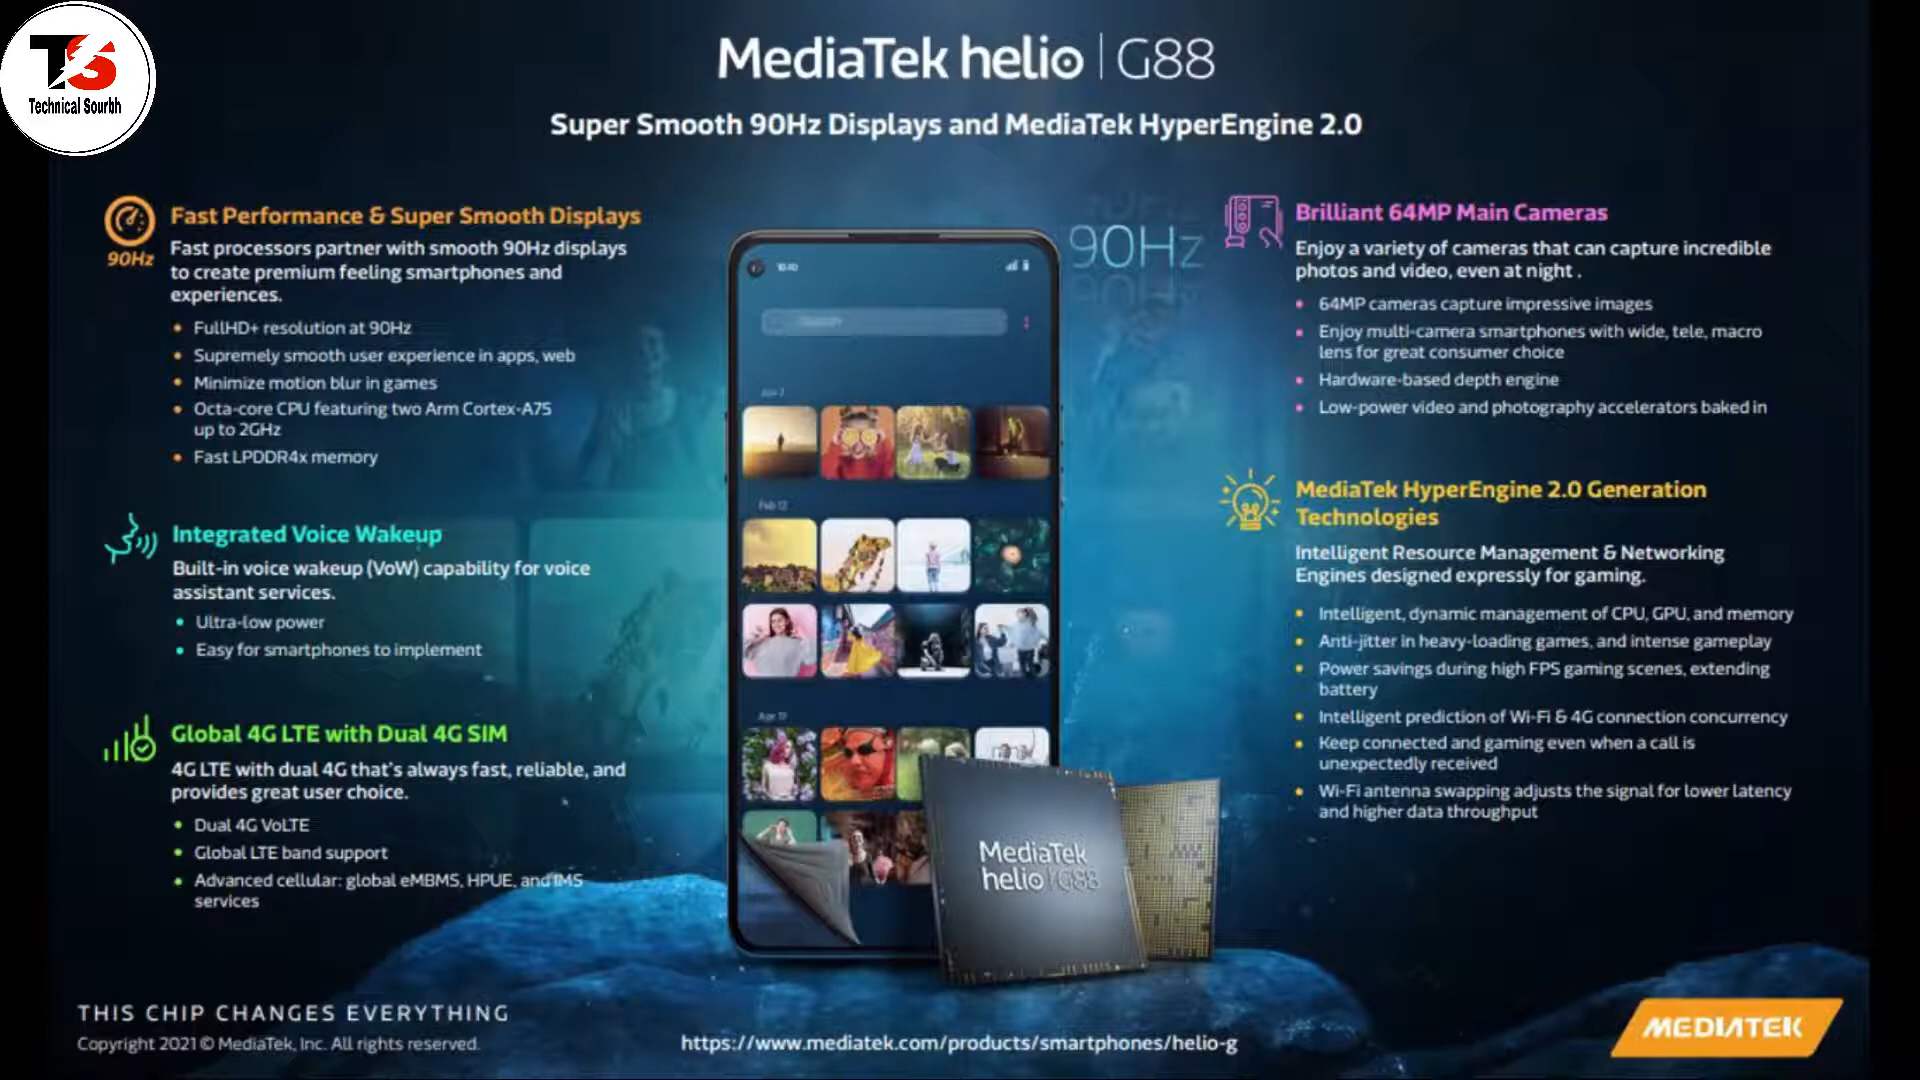 TS
Technical Sourbh
MediaTek helio | G88
Super Smooth 90Hz Displays and MediaTek HyperEngine 2.0
90Hz
Fast Performance & Super Smooth Displays
Fast processors partner with smooth 90Hz displays
to create premium feeling smartphones and
experiences.
• FullHD+ resolution at 90Hz
• Supremely smooth user experience in apps, web
• Minimize motion blur in games
• Octa-core CPU featuring two Arm Cortex-A75
up to 2GHz
• Fast LPDDR4x memory
Integrated Voice Wakeup
Built-in voice wakeup (VoW) capability for voice
assistant services.
• Ultra-low power
• Easy for smartphones to implement
Global 4G LTE with Dual 4G SIM
4G LTE with dual 4G that's always fast, reliable, and
provides great user choice.
• Dual 4G VoLTE
• Global LTE band support
• Advanced cellular: global eMBMS, HPUE, and IMS
services
10:10
Feb 12
90Hz
MediaTek
helio G88
Brilliant 64MP Main Cameras
Enjoy a variety of cameras that can capture incredible
photos and video, even at night .
• 64MP cameras capture impressive images
• Enjoy multi-camera smartphones with wide, tele, macro
lens for great consumer choice
• Hardware-based depth engine
• Low-power video and photography accelerators baked in
MediaTek HyperEngine 2.0 Generation
Technologies
Intelligent Resource Management & Networking
Engines designed expressly for gaming.
• Intelligent, dynamic management of CPU, GPU, and memory
• Anti-jitter in heavy-loading games, and intense gameplay
• Power savings during high FPS gaming scenes, extending
battery
• Intelligent prediction of Wi-Fi & 4G connection concurrency
• Keep connected and gaming even when a call is
unexpectedly received
• Wi-Fi antenna swapping adjusts the signal for lower latency
and higher data throughput
THIS CHIP CHANGES EVERYTHING
Copyright 2021 © MediaTek, Inc. All rights reserved.
https://www.mediatek.com/products/smartphones/helio-g
MEDIATEK